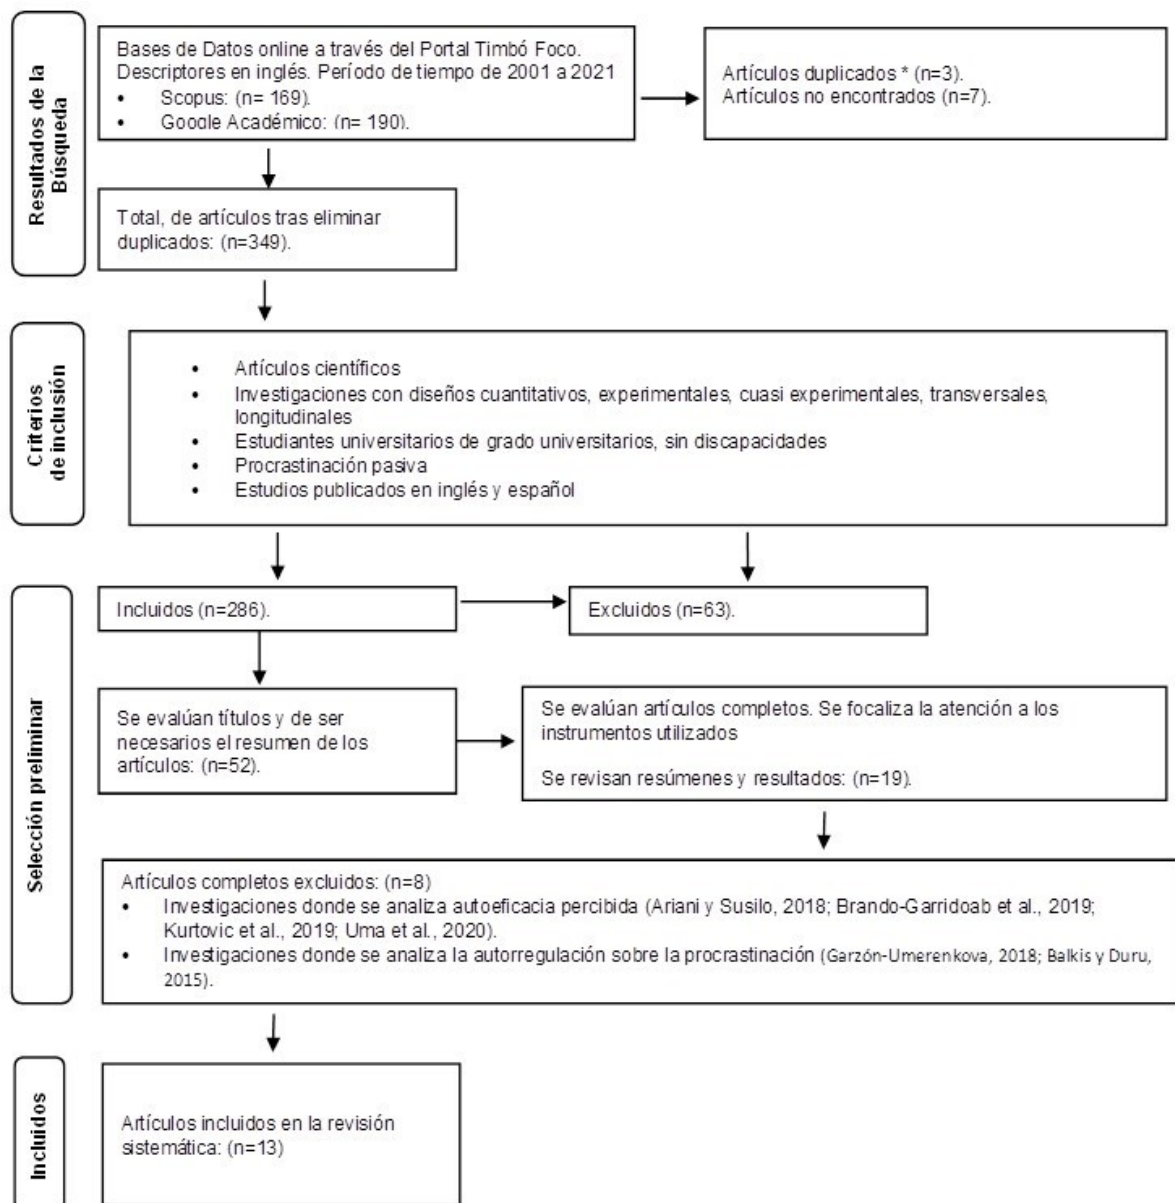 Resultados de la
Búsqueda
Bases de Datos online a través del Portal Timbó Foco.
Descriptores en inglés. Período de tiempo de 2001 a 2021
• Scopus: (n= 169).
• Google Académico: (n= 190).
Artículos duplicados * (n=3).
Artículos no encontrados (n=7).
Total, de artículos tras eliminar
duplicados: (n=349).
Criterios
de inclusión
• Artículos científicos
• Investigaciones con diseños cuantitativos, experimentales, cuasi experimentales, transversales,
longitudinales
• Estudiantes universitarios de grado universitarios, sin discapacidades
• Procrastinación pasiva
• Estudios publicados en inglés y español
Selección preliminar
Incluidos (n=286).
Excluidos (n=63).
Se evalúan títulos y de ser
necesarios el resumen de los
artículos: (n=52).
Se evalúan artículos completos. Se focaliza la atención a los
instrumentos utilizados
Se revisan resúmenes y resultados: (n=19).
Artículos completos excluidos: (n=8)
• Investigaciones donde se analiza autoeficacia percibida (Ariani y Susilo, 2018; Brando-Garridoab et al., 2019;
Kurtovic et al., 2019; Uma et al., 2020).
• Investigaciones donde se analiza la autorregulación sobre la procrastinación (Garzón-Umerenkova, 2018; Balkis y Duru,
2015).
Incluidos
Artículos incluidos en la revisión
sistemática: (n=13)